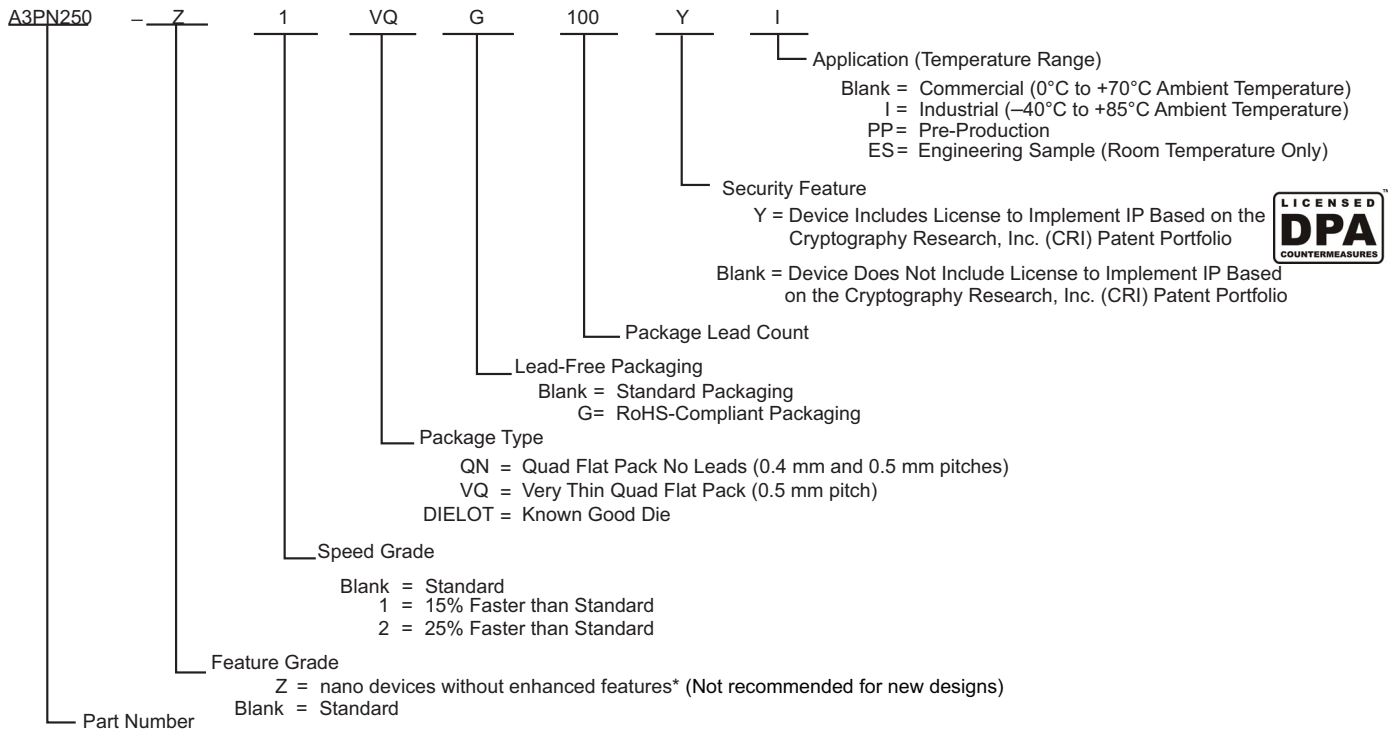 A3PN250 – Z 1 VQ G 100 Y I
Application (Temperature Range)
Blank = Commercial (0°C to +70°C Ambient Temperature)
I = Industrial (–40°C to +85°C Ambient Temperature)
PP = Pre-Production
ES = Engineering Sample (Room Temperature Only)
Security Feature
Y = Device Includes License to Implement IP Based on the
Cryptography Research, Inc. (CRI) Patent Portfolio
LICENSED ™
DPA
COUNTERMEASURES
Blank = Device Does Not Include License to Implement IP Based
on the Cryptography Research, Inc. (CRI) Patent Portfolio
Package Lead Count
Lead-Free Packaging
Blank = Standard Packaging
G= RoHS-Compliant Packaging
Package Type
QN = Quad Flat Pack No Leads (0.4 mm and 0.5 mm pitches)
VQ = Very Thin Quad Flat Pack (0.5 mm pitch)
DIELOT = Known Good Die
Speed Grade
Blank = Standard
1 = 15% Faster than Standard
2 = 25% Faster than Standard
Feature Grade
Z = nano devices without enhanced features* (Not recommended for new designs)
Blank = Standard
Part Number